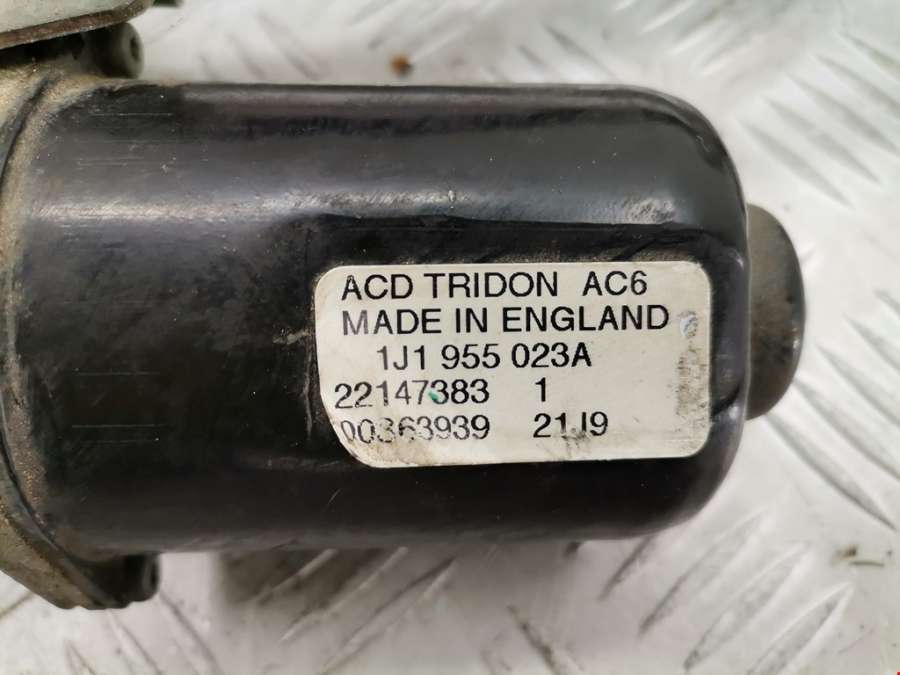 ACD TRIDON AC6
MADE IN ENGLAND
1J1 955 023A
22147383 1
00363939 21J9